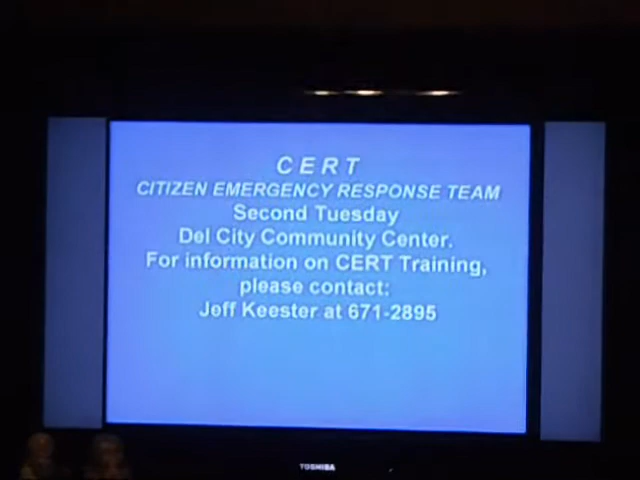 CERT
CITIZEN EMERGENCY RESPONSE TEAM
Second Tuesday
Del City Community Center.
For information on CERT Training,
please contact:
Jeff Keester at 671-2895
TOSHIBA